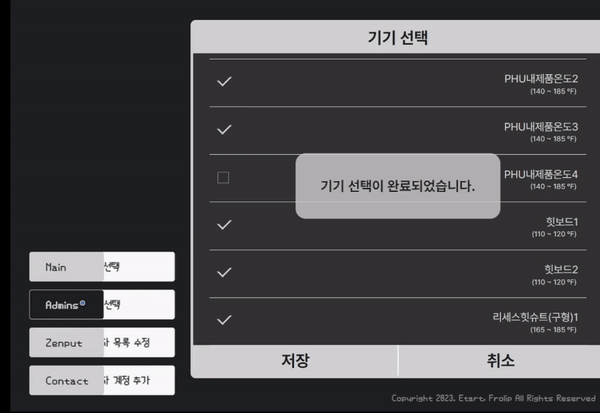 기기 선택
PHU내제품온도2
(140 ~ 185 ℉)
PHU내제품온도3
(140 ~ 185 ℉)
PHU내제품온도4
(140 ~ 185 ℉)
기기 선택이 완료되었습니다.
힛보드1
(110 ~ 120 ℉)
힛보드2
(110 ~ 120 ℉)
리세스힛슈트(구형)1
(165 ~ 185 ℉)
저장
취소
Main
선택
Admins
선택
Zenput
목록 수정
Contact
계정 추가
Copyright 2023. Etart. Frolip All Rights Reserved